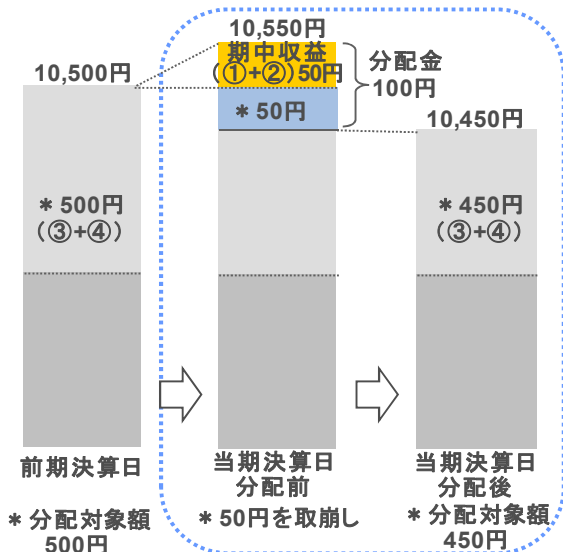 10,500円
10,550円
期中収益
(①+②)50円
分配金
100円
＊50円
10,450円
＊500円
(③+④)
＊450円
(③+④)
前期決算日
当期決算日
分配前
当期決算日
分配後
＊分配対象額
500円
＊50円を取崩し
＊分配対象額
450円